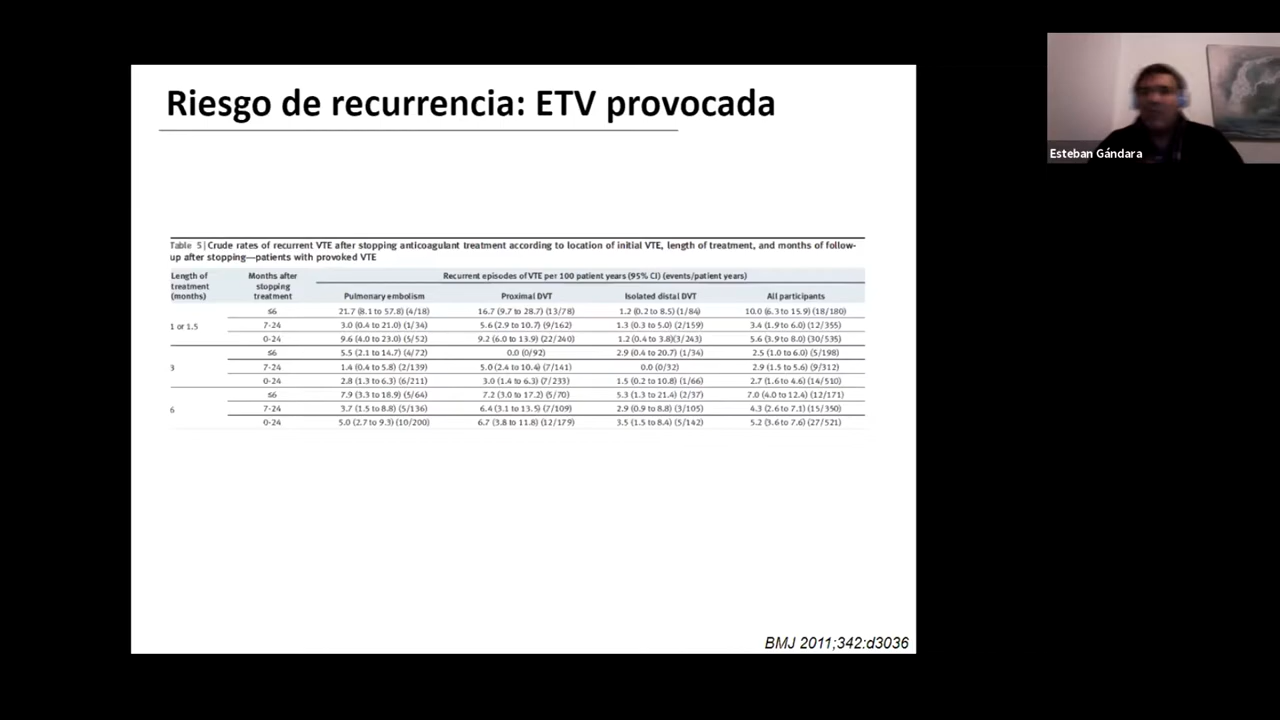 Riesgo de recurrencia: ETV provocada
Esteban Gándara
Table 5| Crude rates of recurrent VTE after stopping anticoagulant treatment according to location of initial VTE, length of treatment, and months of follow-
up after stopping—patients with provoked VTE
Length of treatment (months) Months after stopping treatment Recurrent episodes of VTE per 100 patient years (95% CI) (events/patient years)
Pulmonary embolism Proximal DVT Isolated distal DVT All participants
1 or 1.5
≤6 21.7 (8.1 to 57.8) (4/18) 16.7 (9.7 to 28.7) (13/78) 1.2 (0.2 to 8.5) (1/84) 10.0 (6.3 to 15.9) (18/180)
7-24 3.0 (0.4 to 21.0) (1/34) 5.6 (2.9 to 10.7) (9/162) 1.3 (0.3 to 5.0) (2/159) 3.4 (1.9 to 6.0) (12/355)
0-24 9.6 (4.0 to 23.0) (5/52) 9.2 (6.0 to 13.9) (22/240) 1.2 (0.4 to 3.8)(3/243) 5.6 (3.9 to 8.0) (30/535)
3
≤6 5.5 (2.1 to 14.7) (4/72) 0.0 (0/92) 2.9 (0.4 to 20.7) (1/34) 2.5 (1.0 to 6.0) (5/198)
7-24 1.4 (0.4 to 5.8) (2/139) 5.0 (2.4 to 10.4) (7/141) 0.0 (0/32) 2.9 (1.5 to 5.6) (9/312)
0-24 2.8 (1.3 to 6.3) (6/211) 3.0 (1.4 to 6.3) (7/233) 1.5 (0.2 to 10.8) (1/66) 2.7 (1.6 to 4.6) (14/510)
6
≤6 7.9 (3.3 to 18.9) (5/64) 7.2 (3.0 to 17.2) (5/70) 5.3 (1.3 to 21.4) (2/37) 7.0 (4.0 to 12.4) (12/171)
7-24 3.7 (1.5 to 8.8) (5/136) 6.4 (3.1 to 13.5) (7/109) 2.9 (0.9 to 8.8) (3/105) 4.3 (2.6 to 7.1) (15/350)
0-24 5.0 (2.7 to 9.3) (10/200) 6.7 (3.8 to 11.8) (12/179) 3.5 (1.5 to 8.4) (5/142) 5.2 (3.6 to 7.6) (27/521)
BMJ 2011;342:d3036